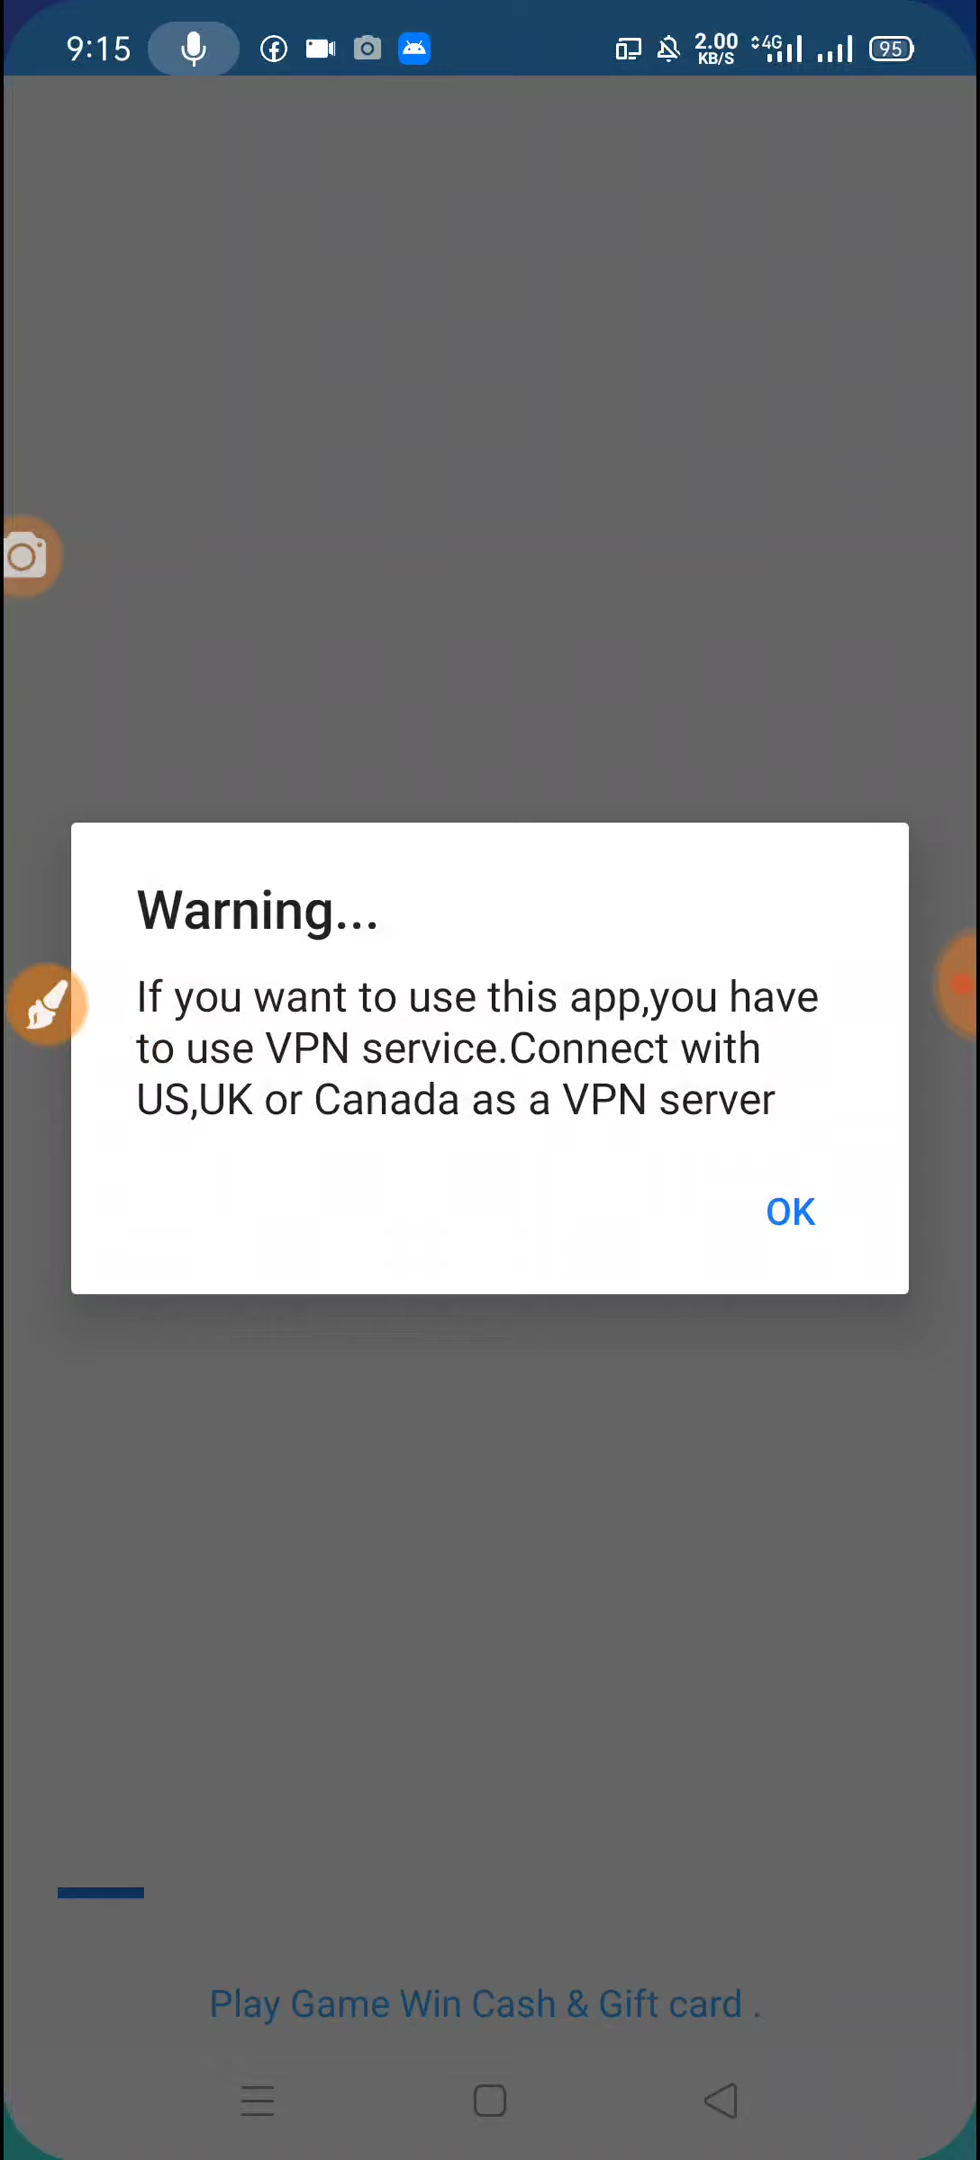 9:15 2.00 KB/S 4G 95
Warning...
If you want to use this app,you have
to use VPN service.Connect with
US,UK or Canada as a VPN server
OK
Play Game Win Cash & Gift card .